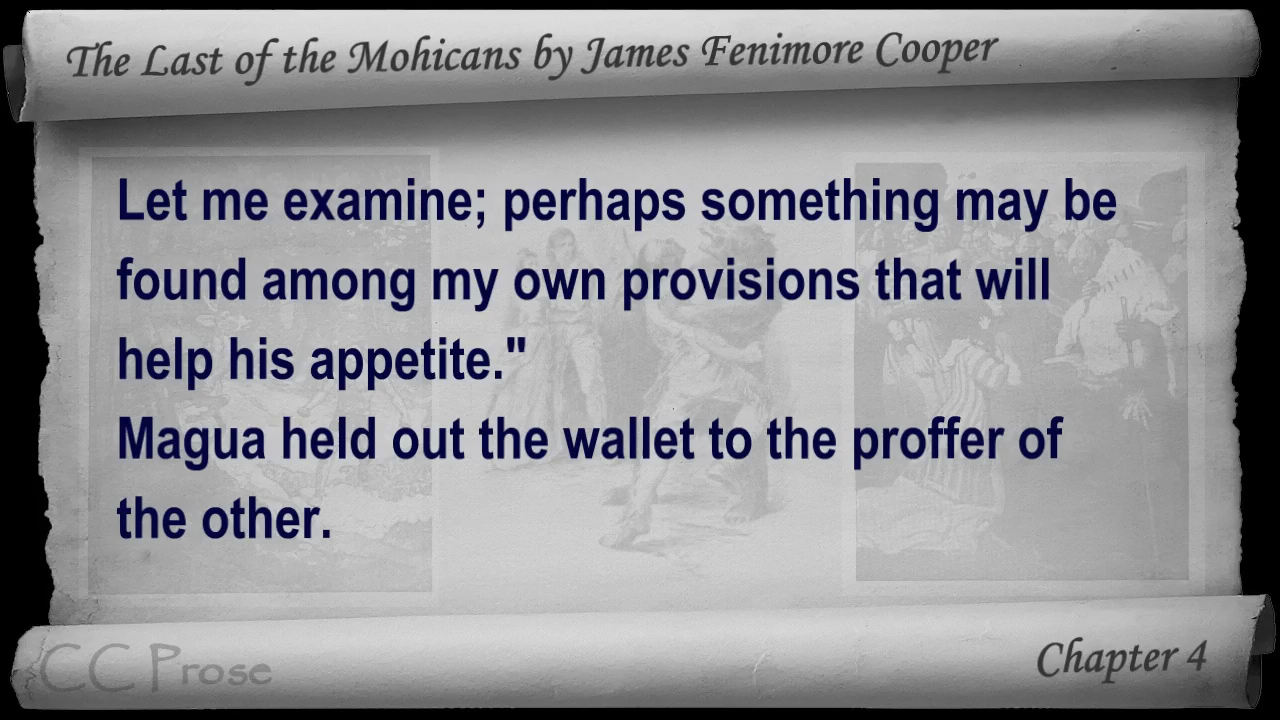 The Last of the Mohicans by James Fenimore Cooper
Let me examine; perhaps something may be
found among my own provisions that will
help his appetite."
Magua held out the wallet to the proffer of
the other.
CC Prose
Chapter 4